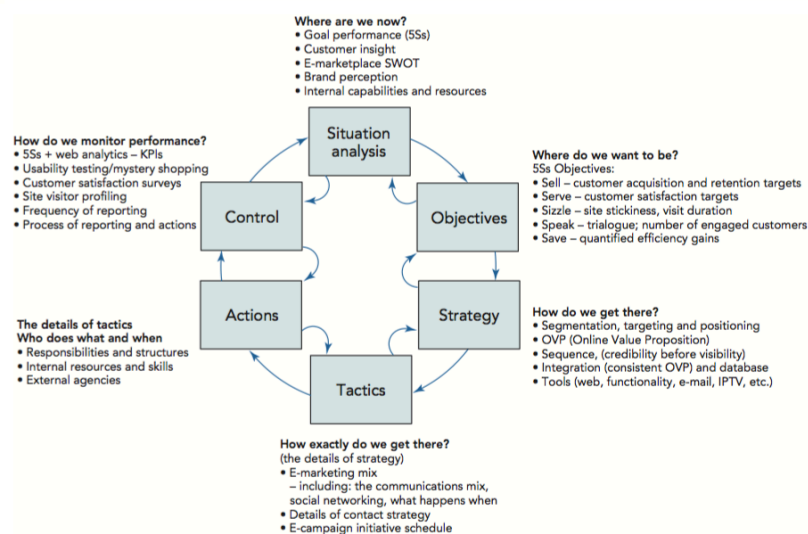 Where are we now?
• Goal performance (5Ss)
• Customer insight
• E-marketplace SWOT
• Brand perception
• Internal capabilities and resources
Situation
analysis
How do we monitor performance?
• 5Ss + web analytics – KPIs
• Usability testing/mystery shopping
• Customer satisfaction surveys
• Site visitor profiling
• Frequency of reporting
• Process of reporting and actions
Control
Where do we want to be?
5Ss Objectives:
• Sell – customer acquisition and retention targets
• Serve – customer satisfaction targets
• Sizzle – site stickiness, visit duration
• Speak – trialogue; number of engaged customers
• Save – quantified efficiency gains
Objectives
Actions
Strategy
The details of tactics
Who does what and when
• Responsibilities and structures
• Internal resources and skills
• External agencies
How do we get there?
• Segmentation, targeting and positioning
• OVP (Online Value Proposition)
• Sequence, (credibility before visibility)
• Integration (consistent OVP) and database
• Tools (web, functionality, e-mail, IPTV, etc.)
Tactics
How exactly do we get there?
(the details of strategy)
• E-marketing mix
– including: the communications mix,
social networking, what happens when
• Details of contact strategy
• E-campaign initiative schedule